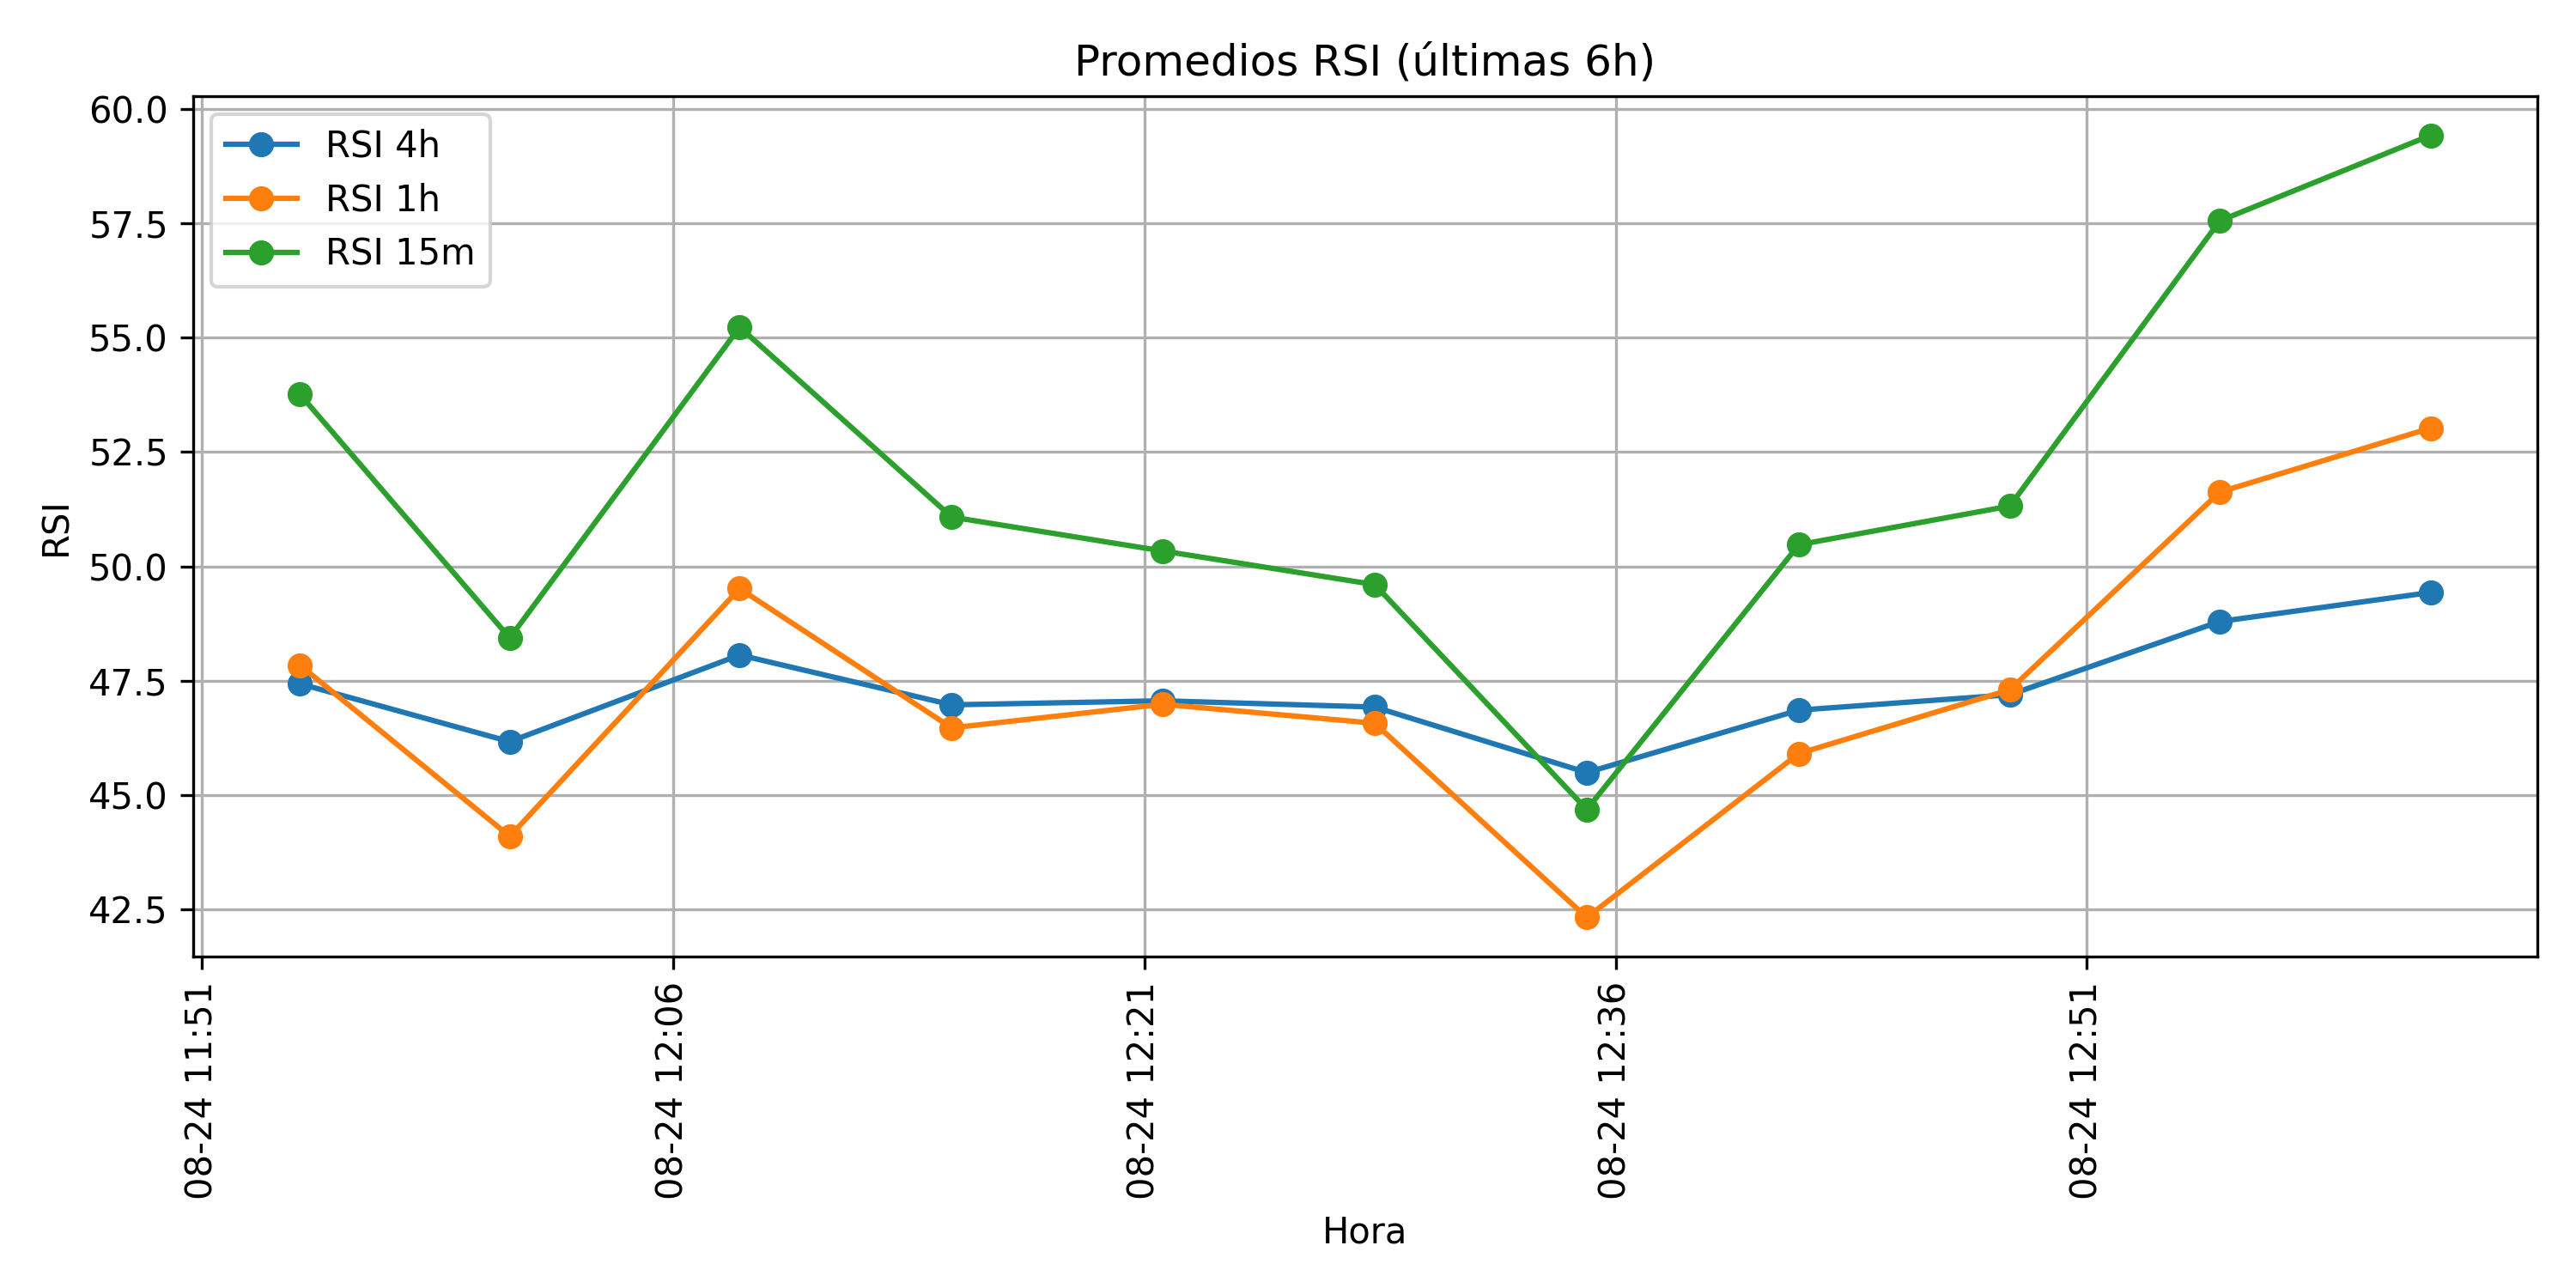 Promedios RSI (últimas 6h)
RSI 4h
RSI 1h
RSI 15m
RSI
60.0
57.5
55.0
52.5
50.0
47.5
45.0
42.5
08-24 11:51
08-24 12:06
08-24 12:21
08-24 12:36
08-24 12:51
Hora